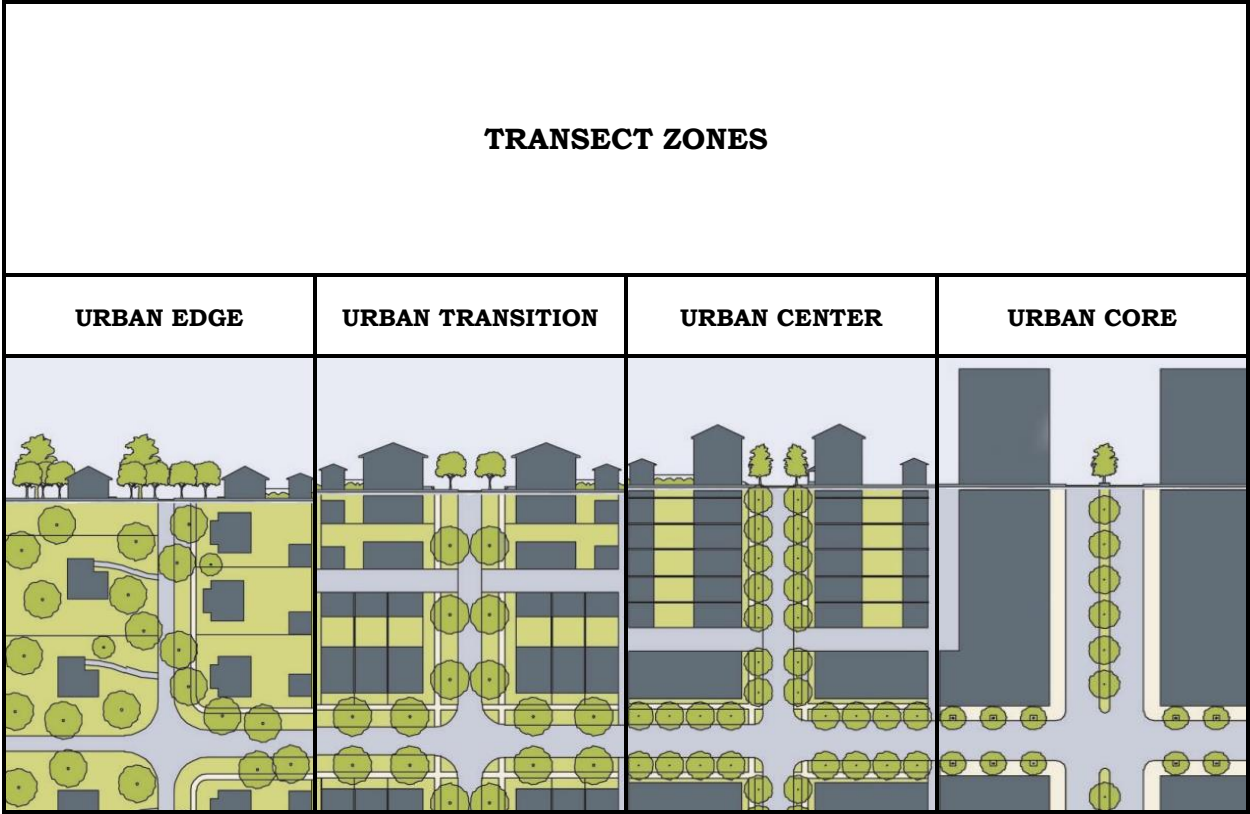 TRANSECT ZONES
URBAN EDGE
URBAN TRANSITION
URBAN CENTER
URBAN CORE